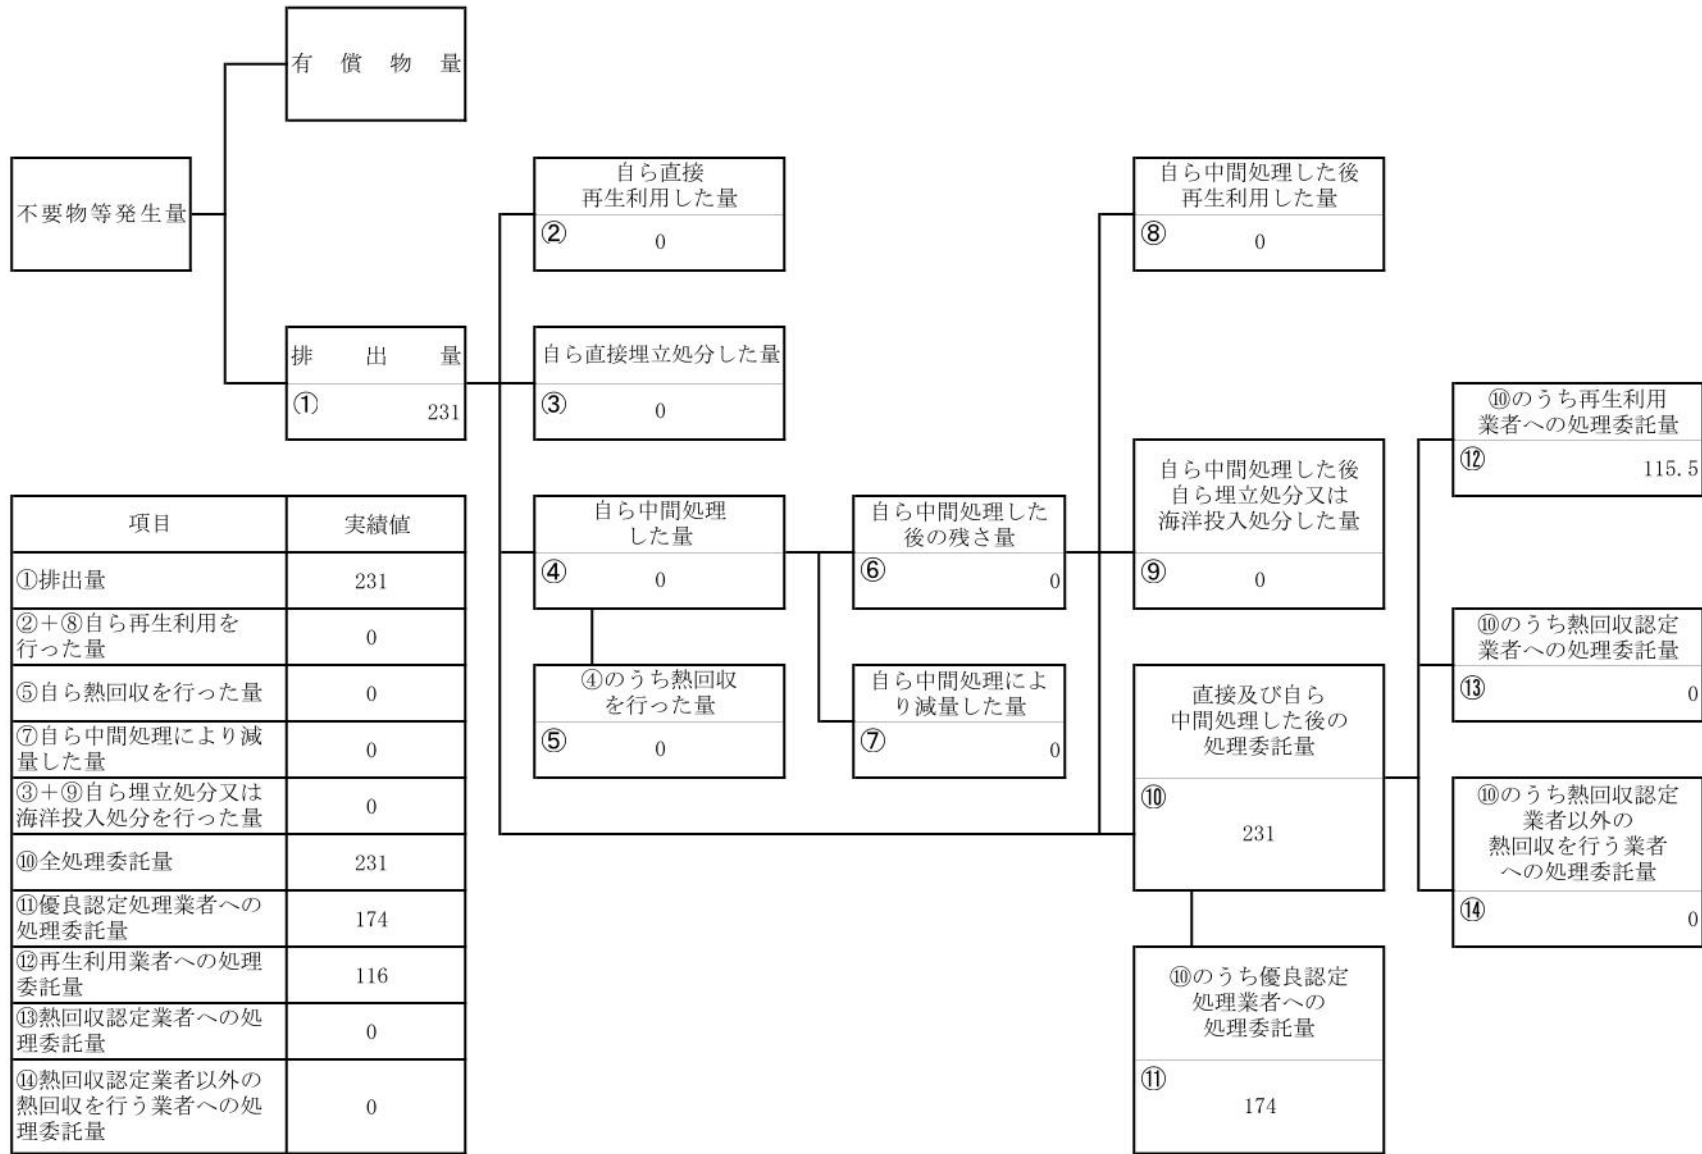 有償物量
不要物等発生量
排出量
①
231
自ら直接
再生利用した量
②
0
自ら直接埋立処分した量
③
0
自ら中間処理
した量
④
0
④のうち熱回収
を行った量
⑤
0
自ら中間処理した
後の残さ量
⑥
0
自ら中間処理によ
り減量した量
⑦
0
自ら中間処理した後
再生利用した量
⑧
0
自ら中間処理した後
自ら埋立処分又は
海洋投入処分した量
⑨
0
直接及び自ら
中間処理した後の
処理委託量
⑩
231
⑩のうち優良認定
処理業者への
処理委託量
⑪
174
⑩のうち再生利用
業者への処理委託量
⑫
115.5
⑩のうち熱回収認定
業者への処理委託量
⑬
0
⑩のうち熱回収認定
業者以外の
熱回収を行う業者
への処理委託量
⑭
0
項目 実績値
①排出量 231
②+⑧自ら再生利用を
行った量 0
⑤自ら熱回収を行った量 0
⑦自ら中間処理により減
量した量 0
③+⑨自ら埋立処分又は
海洋投入処分を行った量 0
⑩全処理委託量 231
⑪優良認定処理業者への
処理委託量 174
⑫再生利用業者への処理
委託量 116
⑬熱回収認定業者への処
理委託量 0
⑭熱回収認定業者以外の
熱回収を行う業者への処
理委託量 0